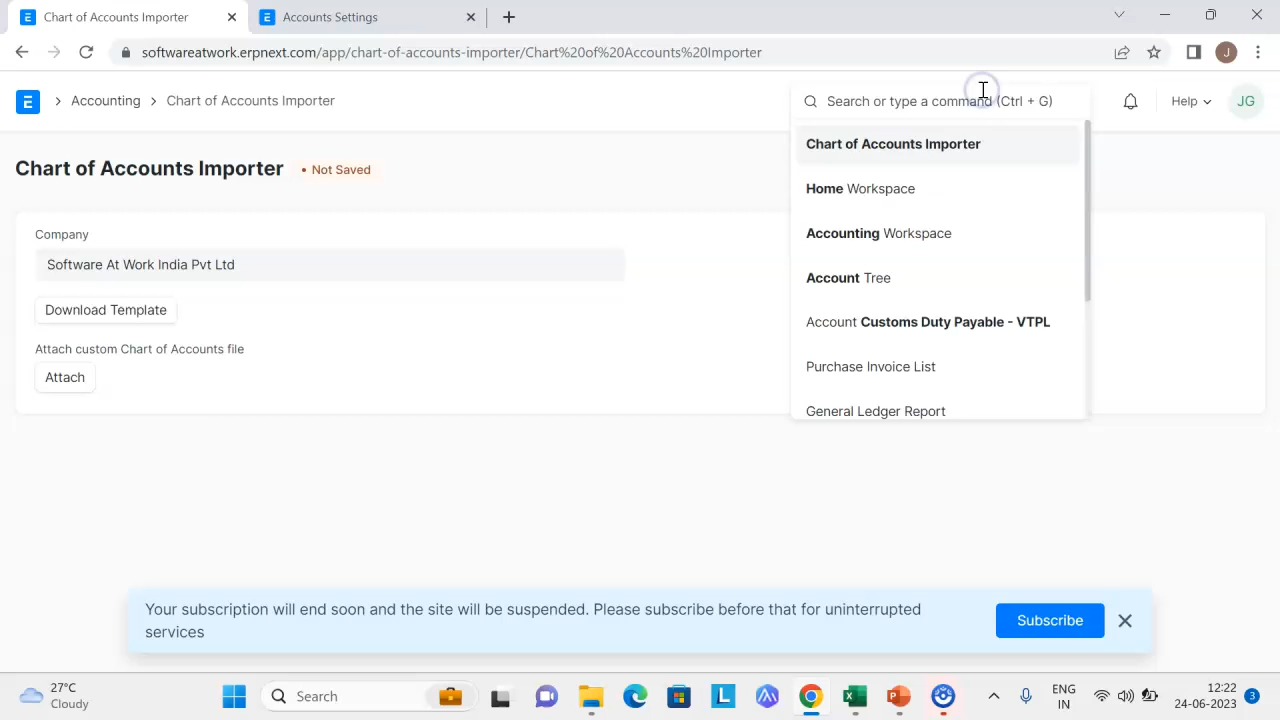 Chart of Accounts Importer
Accounts Settings
softwareatwork.erpnext.com/app/chart-of-accounts-importer/Chart%20of%20Accounts%20Importer
J
E
Accounting
Chart of Accounts Importer
Search or type a command (Ctrl + G)
Help
JG
Chart of Accounts Importer
Not Saved
Chart of Accounts Importer
Home Workspace
Accounting Workspace
Account Tree
Account Customs Duty Payable - VTPL
Purchase Invoice List
General Ledger Report
Company
Software At Work India Pvt Ltd
Download Template
Attach custom Chart of Accounts file
Attach
Your subscription will end soon and the site will be suspended. Please subscribe before that for uninterrupted
services
Subscribe
27°C
Cloudy
Search
L
ENG
IN
12:22
24-06-2023
3